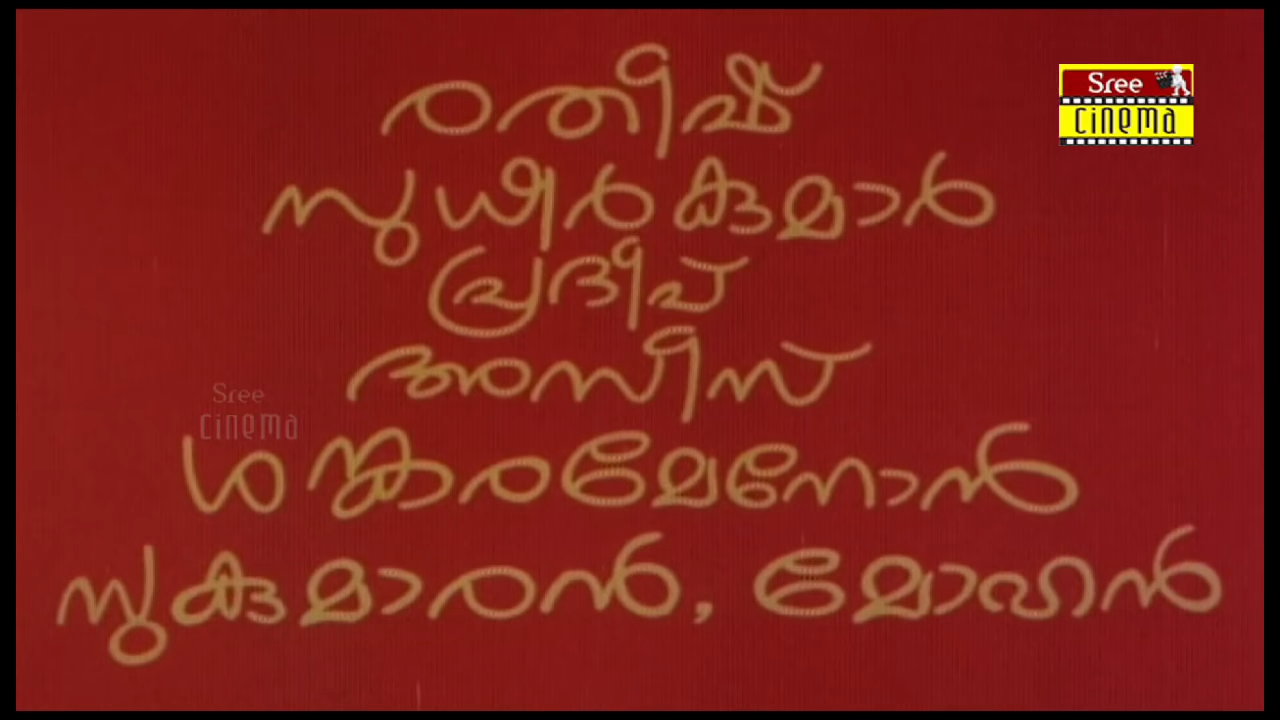 Sree
cinema
രതീഷ്
സുധീർകുമാർ
പ്രദീപ്
അസീസ്
Sree
cinema
ശങ്കരമേനോൻ
സുകുമാരൻ, മോഹൻ